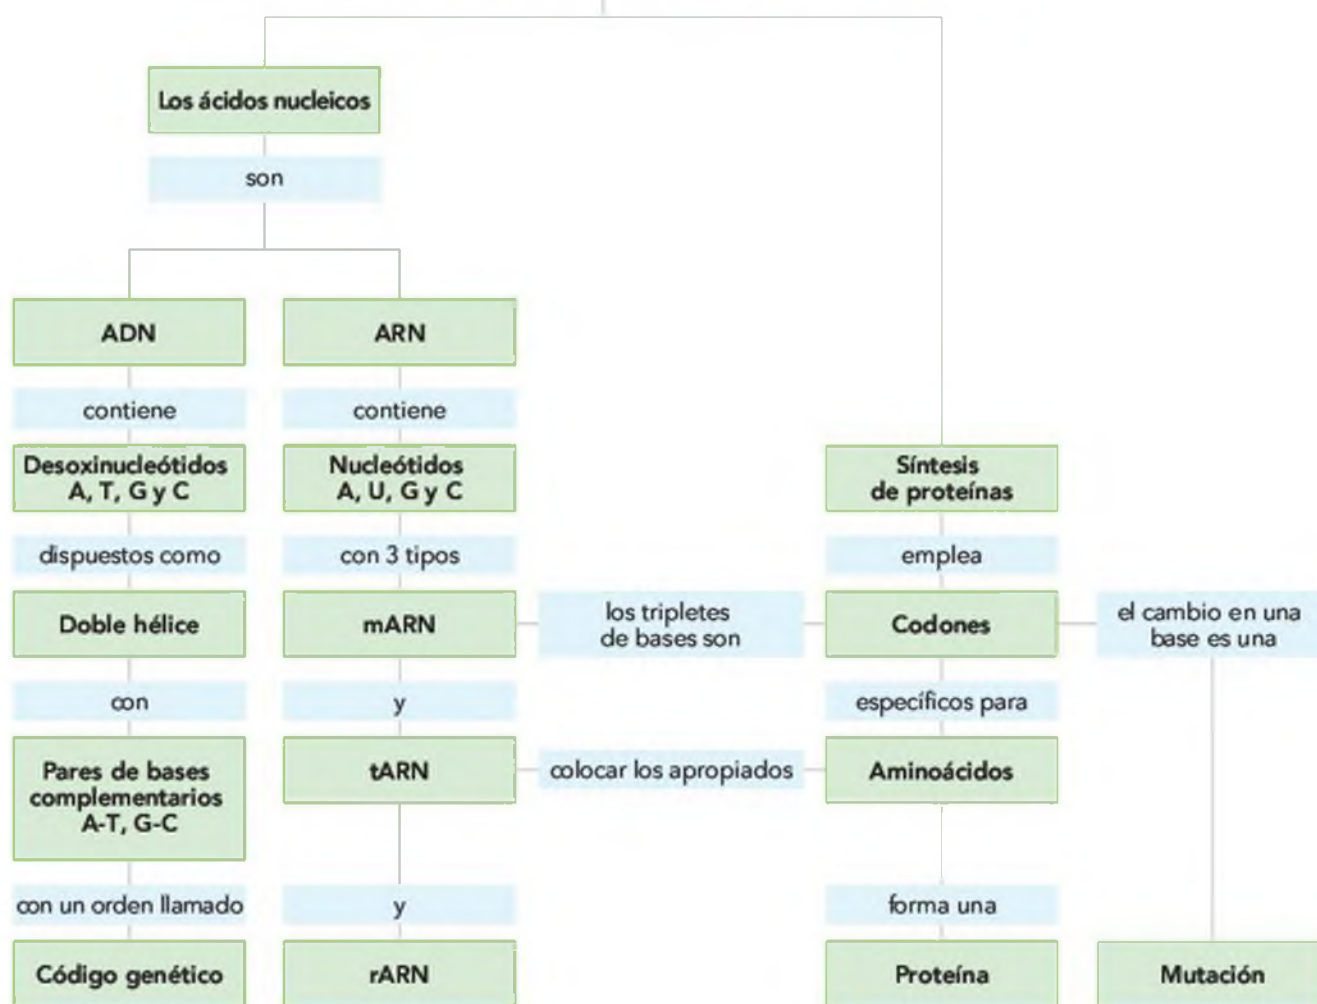 Los ácidos nucleicos
son
ADN
ARN
contiene
contiene
Desoxinucleótidos
A, T, G y C
Nucleótidos
A, U, G y C
Síntesis
de proteínas
dispuestos como
con 3 tipos
emplea
Doble hélice
mARN
los tripletes
de bases son
Codones
el cambio en una
base es una
con
y
específicos para
Pares de bases
complementarios
A-T, G-C
tARN
colocar los apropiados
Aminoácidos
con un orden llamado
y
forma una
Código genético
rARN
Proteína
Mutación